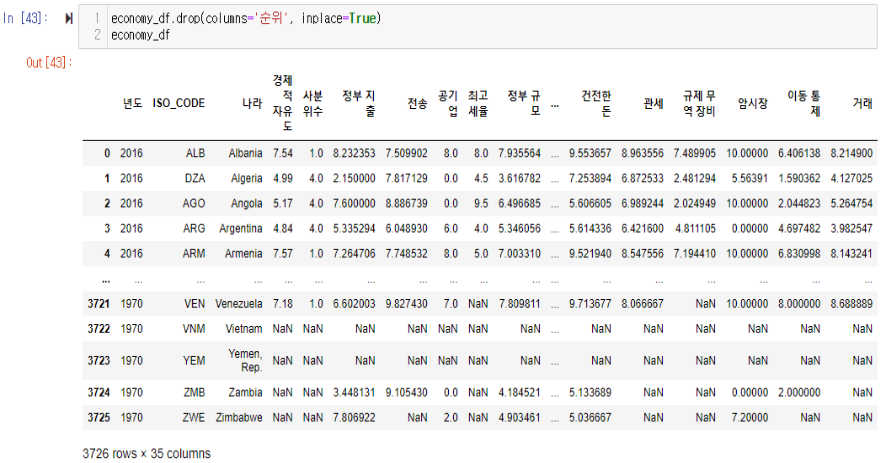 In [43]:
1 economy_df.drop(columns='순위', inplace=True)
2 economy_df
Out[43]:
년도 ISO_CODE 나라 경제적 자유도 사분위수 정부 지출 전송 공기업 최고 세율 정부 규모 ... 건전한 돈 관세 규제 무역 장비 암시장 이동 통제 거래
0 2016 ALB Albania 7.54 1.0 8.232353 7.509902 8.0 8.0 7.935564 ... 9.553657 8.963556 7.489905 10.00000 6.406138 8.214900
1 2016 DZA Algeria 4.99 4.0 2.150000 7.817129 0.0 4.5 3.616782 ... 7.253894 6.872533 2.481294 5.56391 1.590362 4.127025
2 2016 AGO Angola 5.17 4.0 7.600000 8.886739 0.0 9.5 6.496685 ... 5.606605 6.989244 2.024949 10.00000 2.044823 5.264754
3 2016 ARG Argentina 4.84 4.0 5.335294 6.048930 6.0 4.0 5.346056 ... 5.614336 6.421600 4.811105 0.00000 4.697482 3.982547
4 2016 ARM Armenia 7.57 1.0 7.264706 7.748532 8.0 5.0 7.003310 ... 9.521940 8.547556 7.194410 10.00000 6.830998 8.143241
... ... ... ... ... ... ... ... ... ... ... ... ... ... ... ... ... ...
3721 1970 VEN Venezuela 7.18 1.0 6.602003 9.827430 7.0 NaN 7.809811 ... 9.713677 8.066667 NaN 10.00000 8.000000 8.688889
3722 1970 VNM Vietnam NaN NaN NaN NaN NaN NaN NaN ... NaN NaN NaN NaN NaN NaN
3723 1970 YEM Yemen, Rep. NaN NaN NaN NaN NaN NaN NaN ... NaN NaN NaN NaN NaN NaN
3724 1970 ZMB Zambia NaN NaN 3.448131 9.105430 0.0 NaN 4.184521 ... 5.133689 NaN NaN 0.00000 2.000000 NaN
3725 1970 ZWE Zimbabwe NaN NaN 7.806922 NaN 2.0 NaN 4.903461 ... 5.036667 NaN NaN 7.20000 NaN NaN
3726 rows × 35 columns